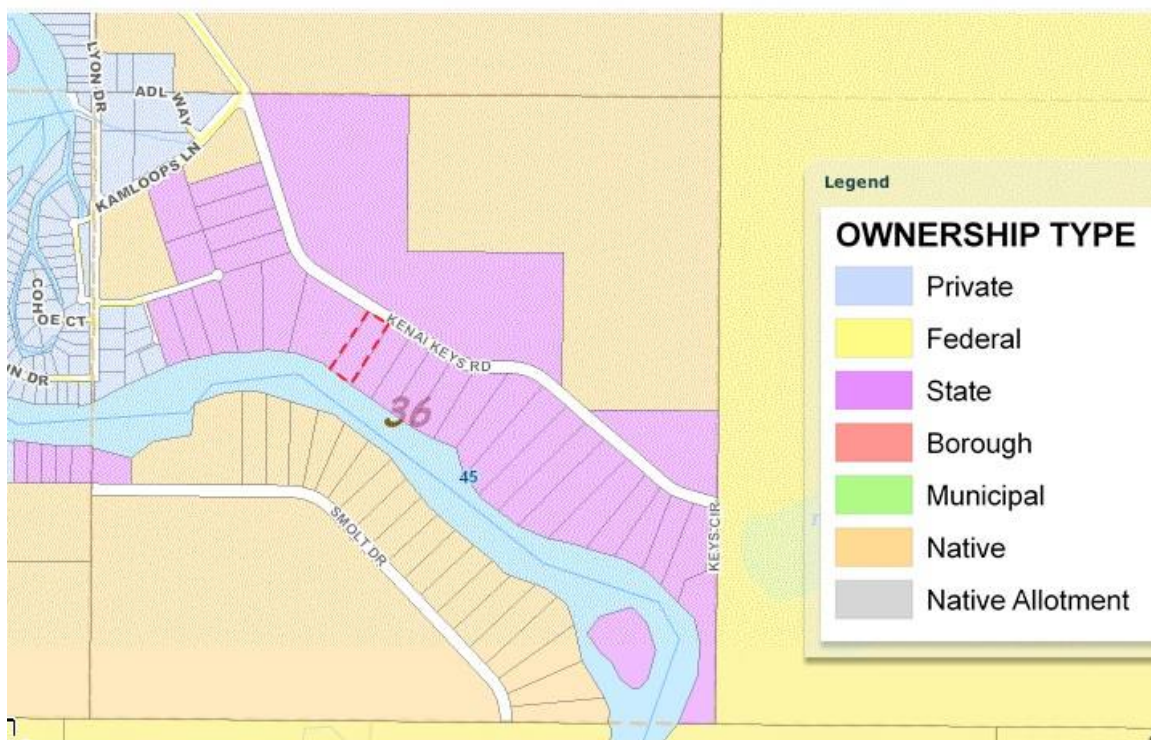 LYON DR
ADL WAY
KAMLOOPS LN
COHOE CT
ON DR
KENAI KEYS RD
36
45
SMOLT DR
KEYS CIR
Legend
OWNERSHIP TYPE
Private
Federal
State
Borough
Municipal
Native
Native Allotment